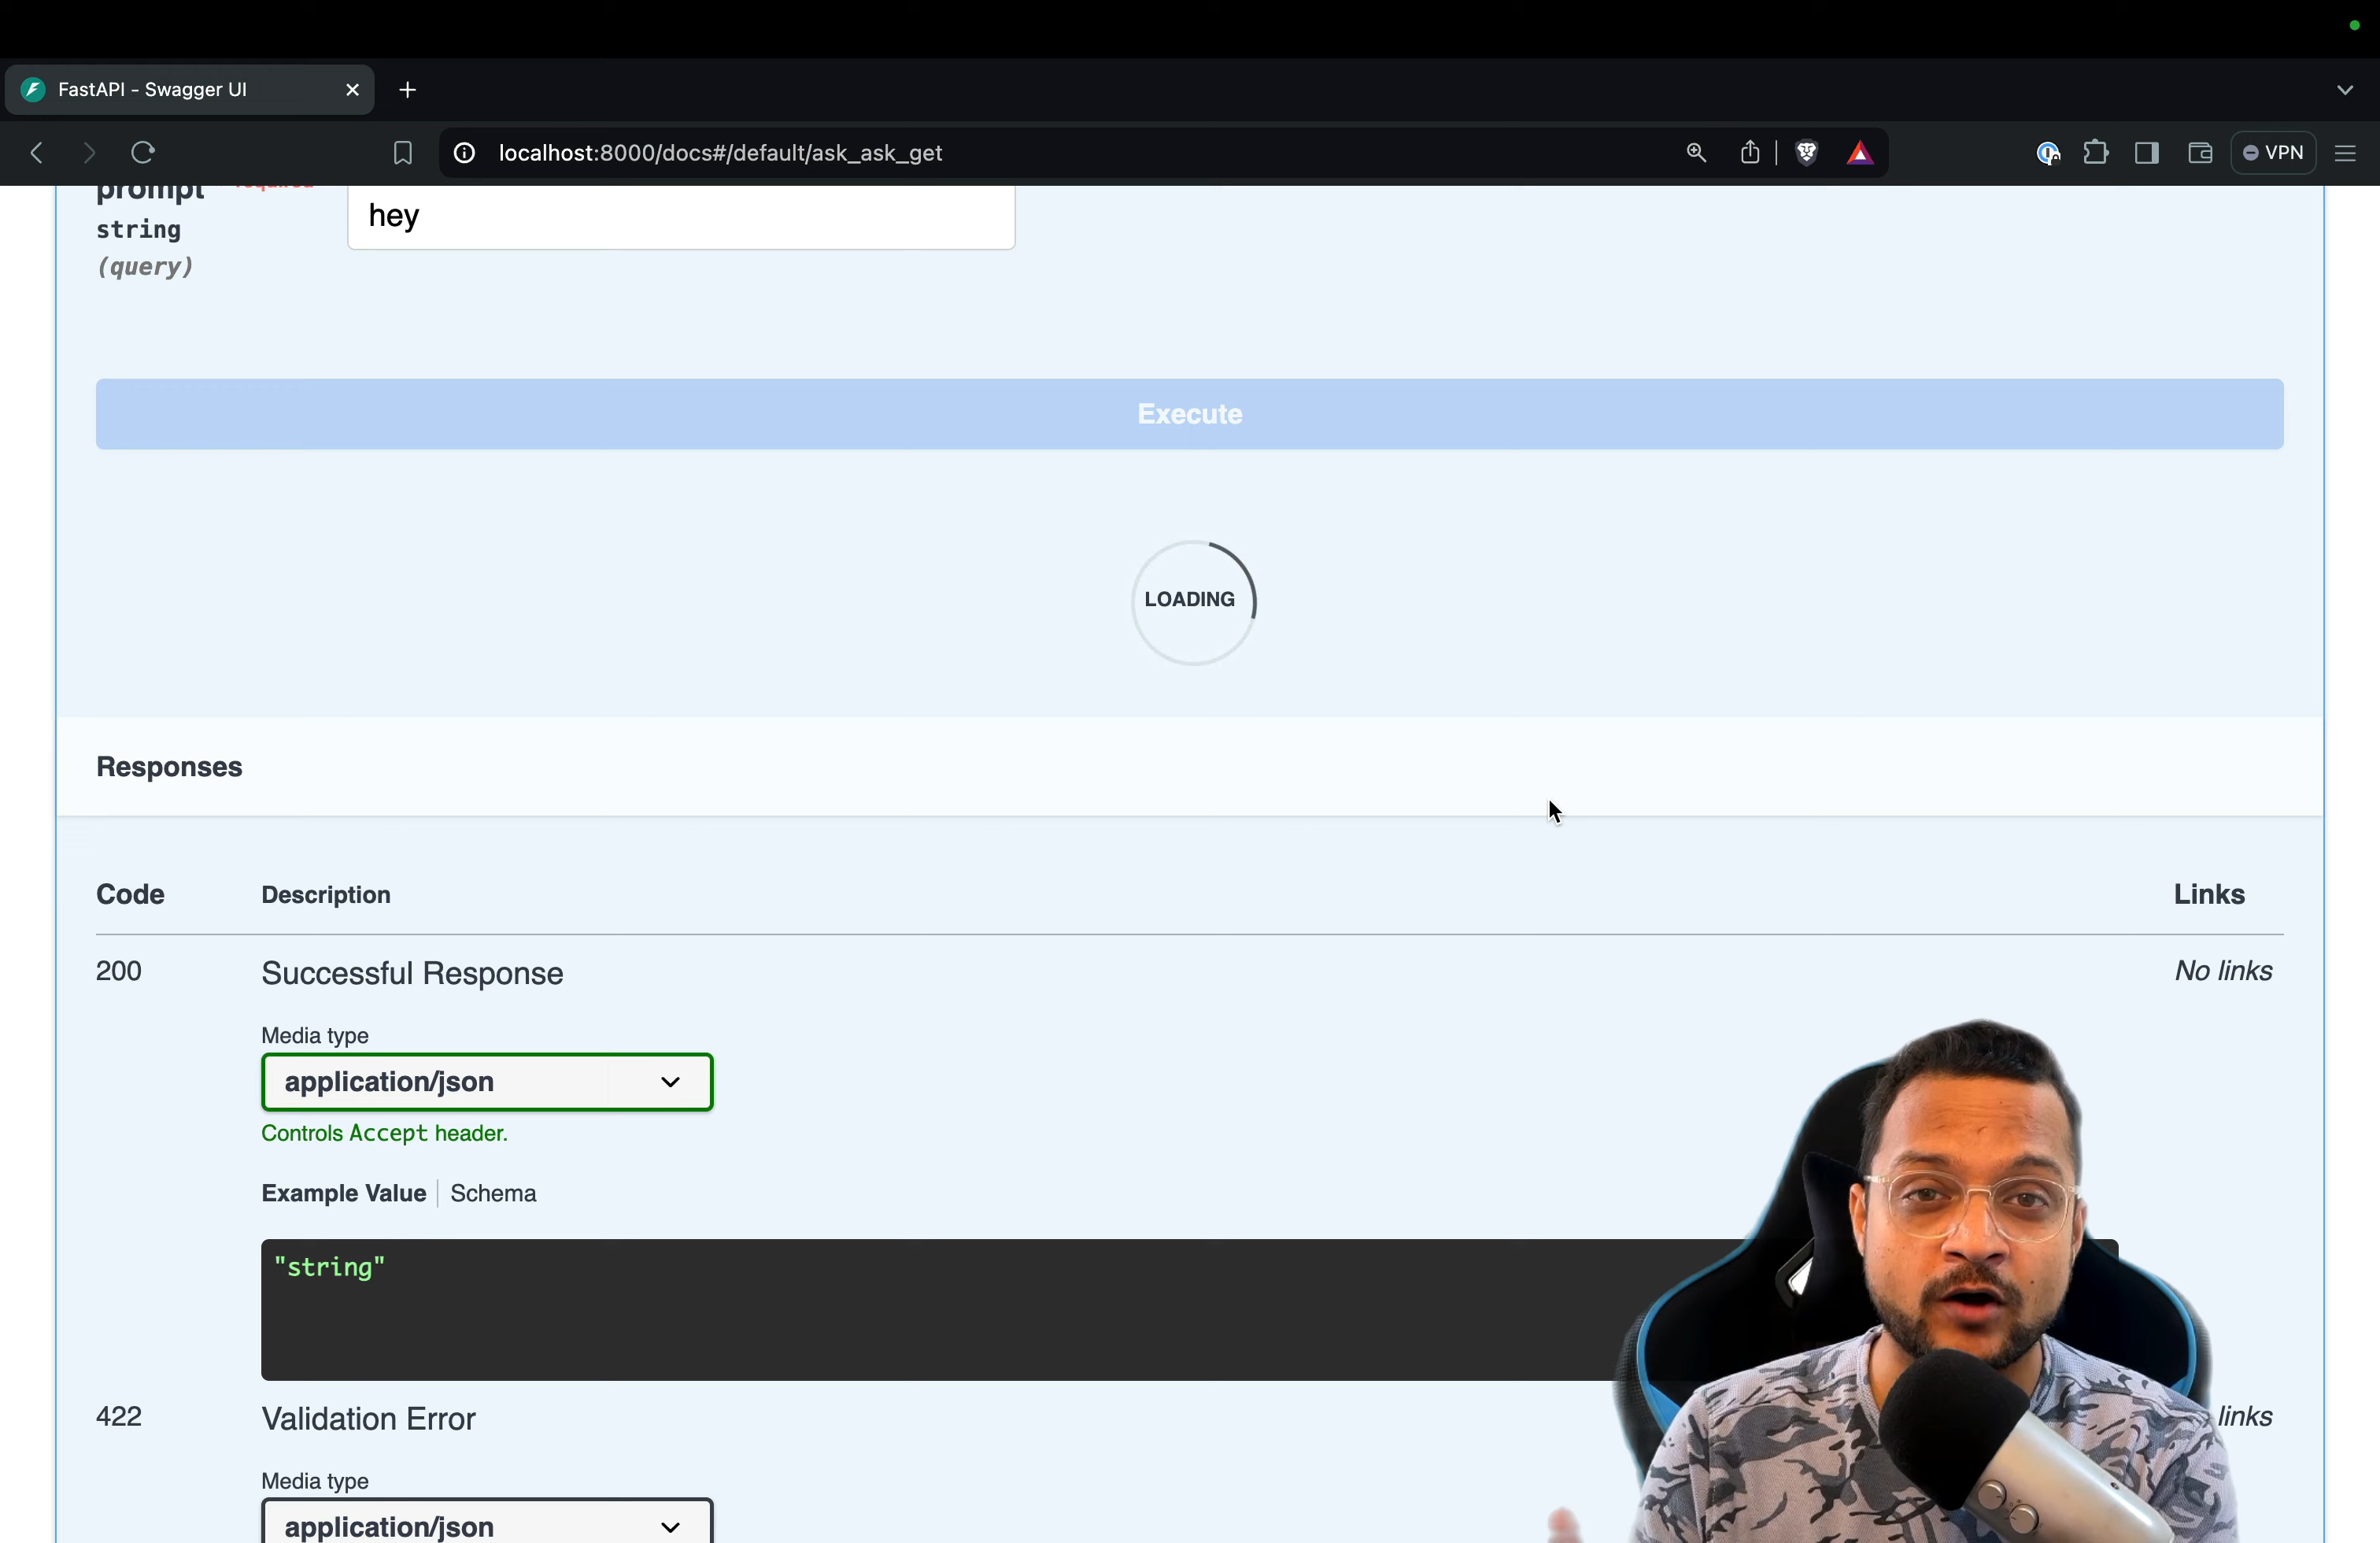 FastAPI - Swagger UI
localhost:8000/docs#/default/ask_ask_get
VPN
prompt required
hey
string
(query)
Execute
LOADING
Responses
Code Description Links
200 Successful Response No links
Media type
application/json
Controls Accept header.
Example Value Schema
"string"
422 Validation Error links
Media type
application/json